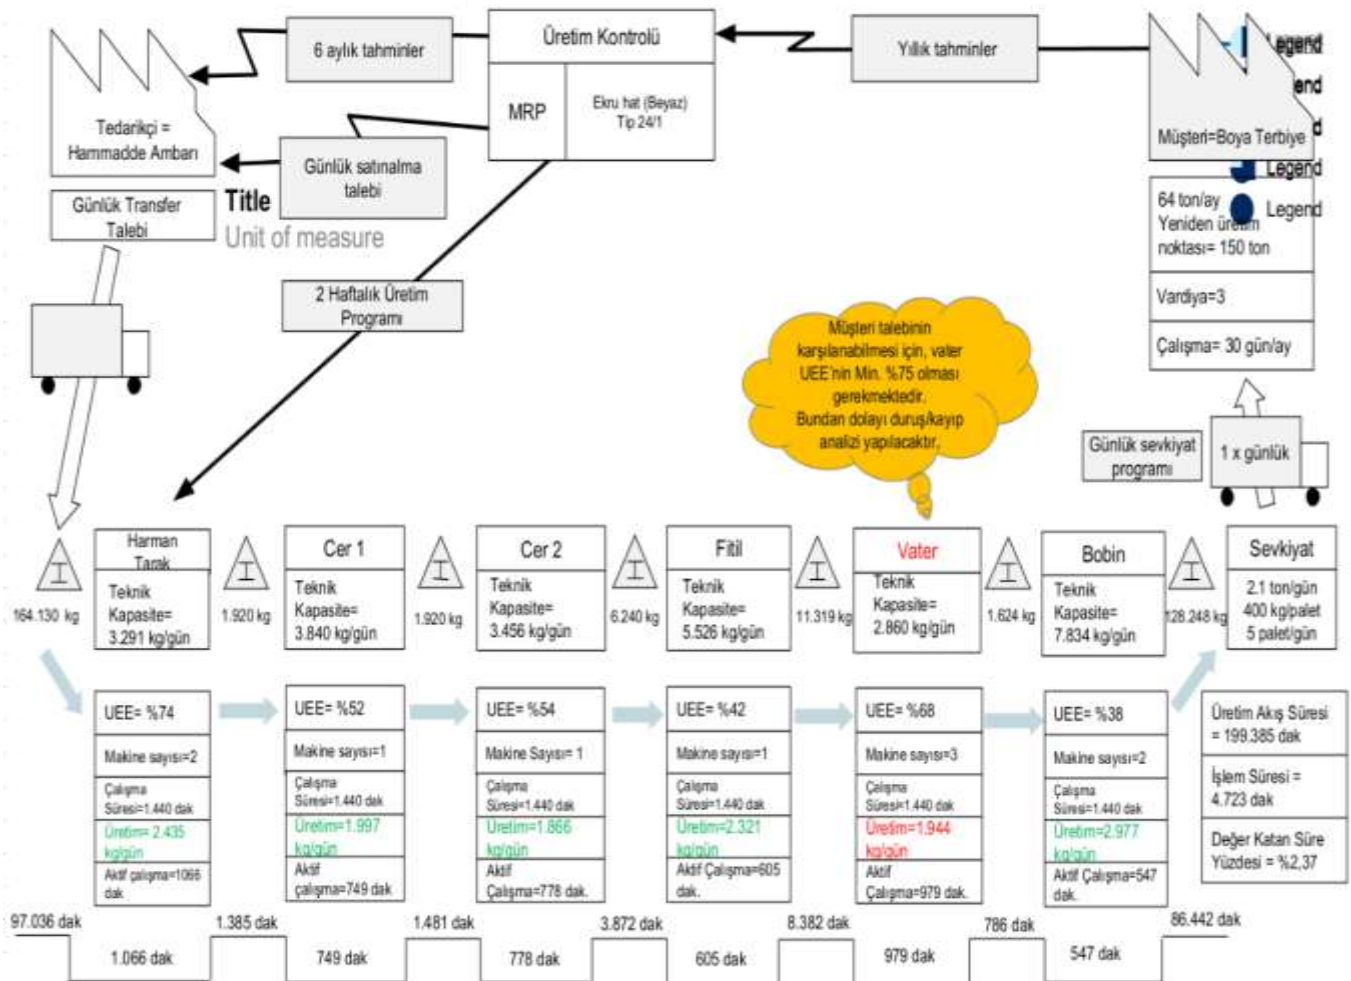 6 aylık tahminler
Üretim Kontrolü
MRP
Ekru hat (Beyaz)
Tip 24/1
Yıllık tahminler
Legend
Legend
end
d
Legend
Legend
Tedarikçi =
Hammadde Ambarı
Müşteri=Boya Terbiye
Günlük satınalma
talebi
Günlük Transfer
Talebi
Title
Unit of measure
64 ton/ay
Yeniden üretim
noktası= 150 ton
Vardiya=3
Çalışma= 30 gün/ay
2 Haftalık Üretim
Programı
Müşteri talebinin
karşılanabilmesi için, vater
UEE'nin Min. %75 olması
gerekmektedir.
Bundan dolayı duruş/kayıp
analizi yapılacaktır.
Günlük sevkiyat
programı
1 x günlük
I
164.130 kg
Harman
Tarak
Teknik
Kapasite=
3.291 kg/gün
I
1.920 kg
Cer 1
Teknik
Kapasite=
3.840 kg/gün
I
1.920 kg
Cer 2
Teknik
Kapasite=
3.456 kg/gün
I
6.240 kg
Fitil
Teknik
Kapasite=
5.526 kg/gün
I
11.319 kg
Vater
Teknik
Kapasite=
2.860 kg/gün
I
1.624 kg
Bobin
Teknik
Kapasite=
7.834 kg/gün
I
128.248 kg
Sevkiyat
2.1 ton/gün
400 kg/palet
5 palet/gün
UEE= %74
Makine sayısı=2
Çalışma
Süresi=1.440 dak
Üretim= 2.435
kg/gün
Aktif çalışma=1066
dak
UEE= %52
Makine sayısı=1
Çalışma
Süresi=1.440 dak
Üretim=1.997
kg/gün
Aktif
çalışma=749 dak
UEE= %54
Makine Sayısı= 1
Çalışma
Süresi=1.440 dak
Üretim=1.866
kg/gün
Aktif
Çalışma=778 dak.
UEE= %42
Makine sayısı=1
Çalışma
Süresi=1.440 dak
Üretim=2.321
kg/gün
Aktif Çalışma=605
dak.
UEE= %68
Makine sayısı=3
Çalışma
Süresi=1.440 dak
Üretim=1.944
kg/gün
Aktif
Çalışma=979 dak.
UEE= %38
Makine sayısı=2
Çalışma
Süresi=1.440 dak
Üretim=2.977
kg/gün
Aktif Çalışma=547
dak.
Üretim Akış Süresi
= 199.385 dak
İşlem Süresi =
4.723 dak
Değer Katan Süre
Yüzdesi = %2,37
97.036 dak
1.385 dak
1.481 dak
3.872 dak
8.382 dak
786 dak
86.442 dak
1.066 dak
749 dak
778 dak
605 dak
979 dak
547 dak